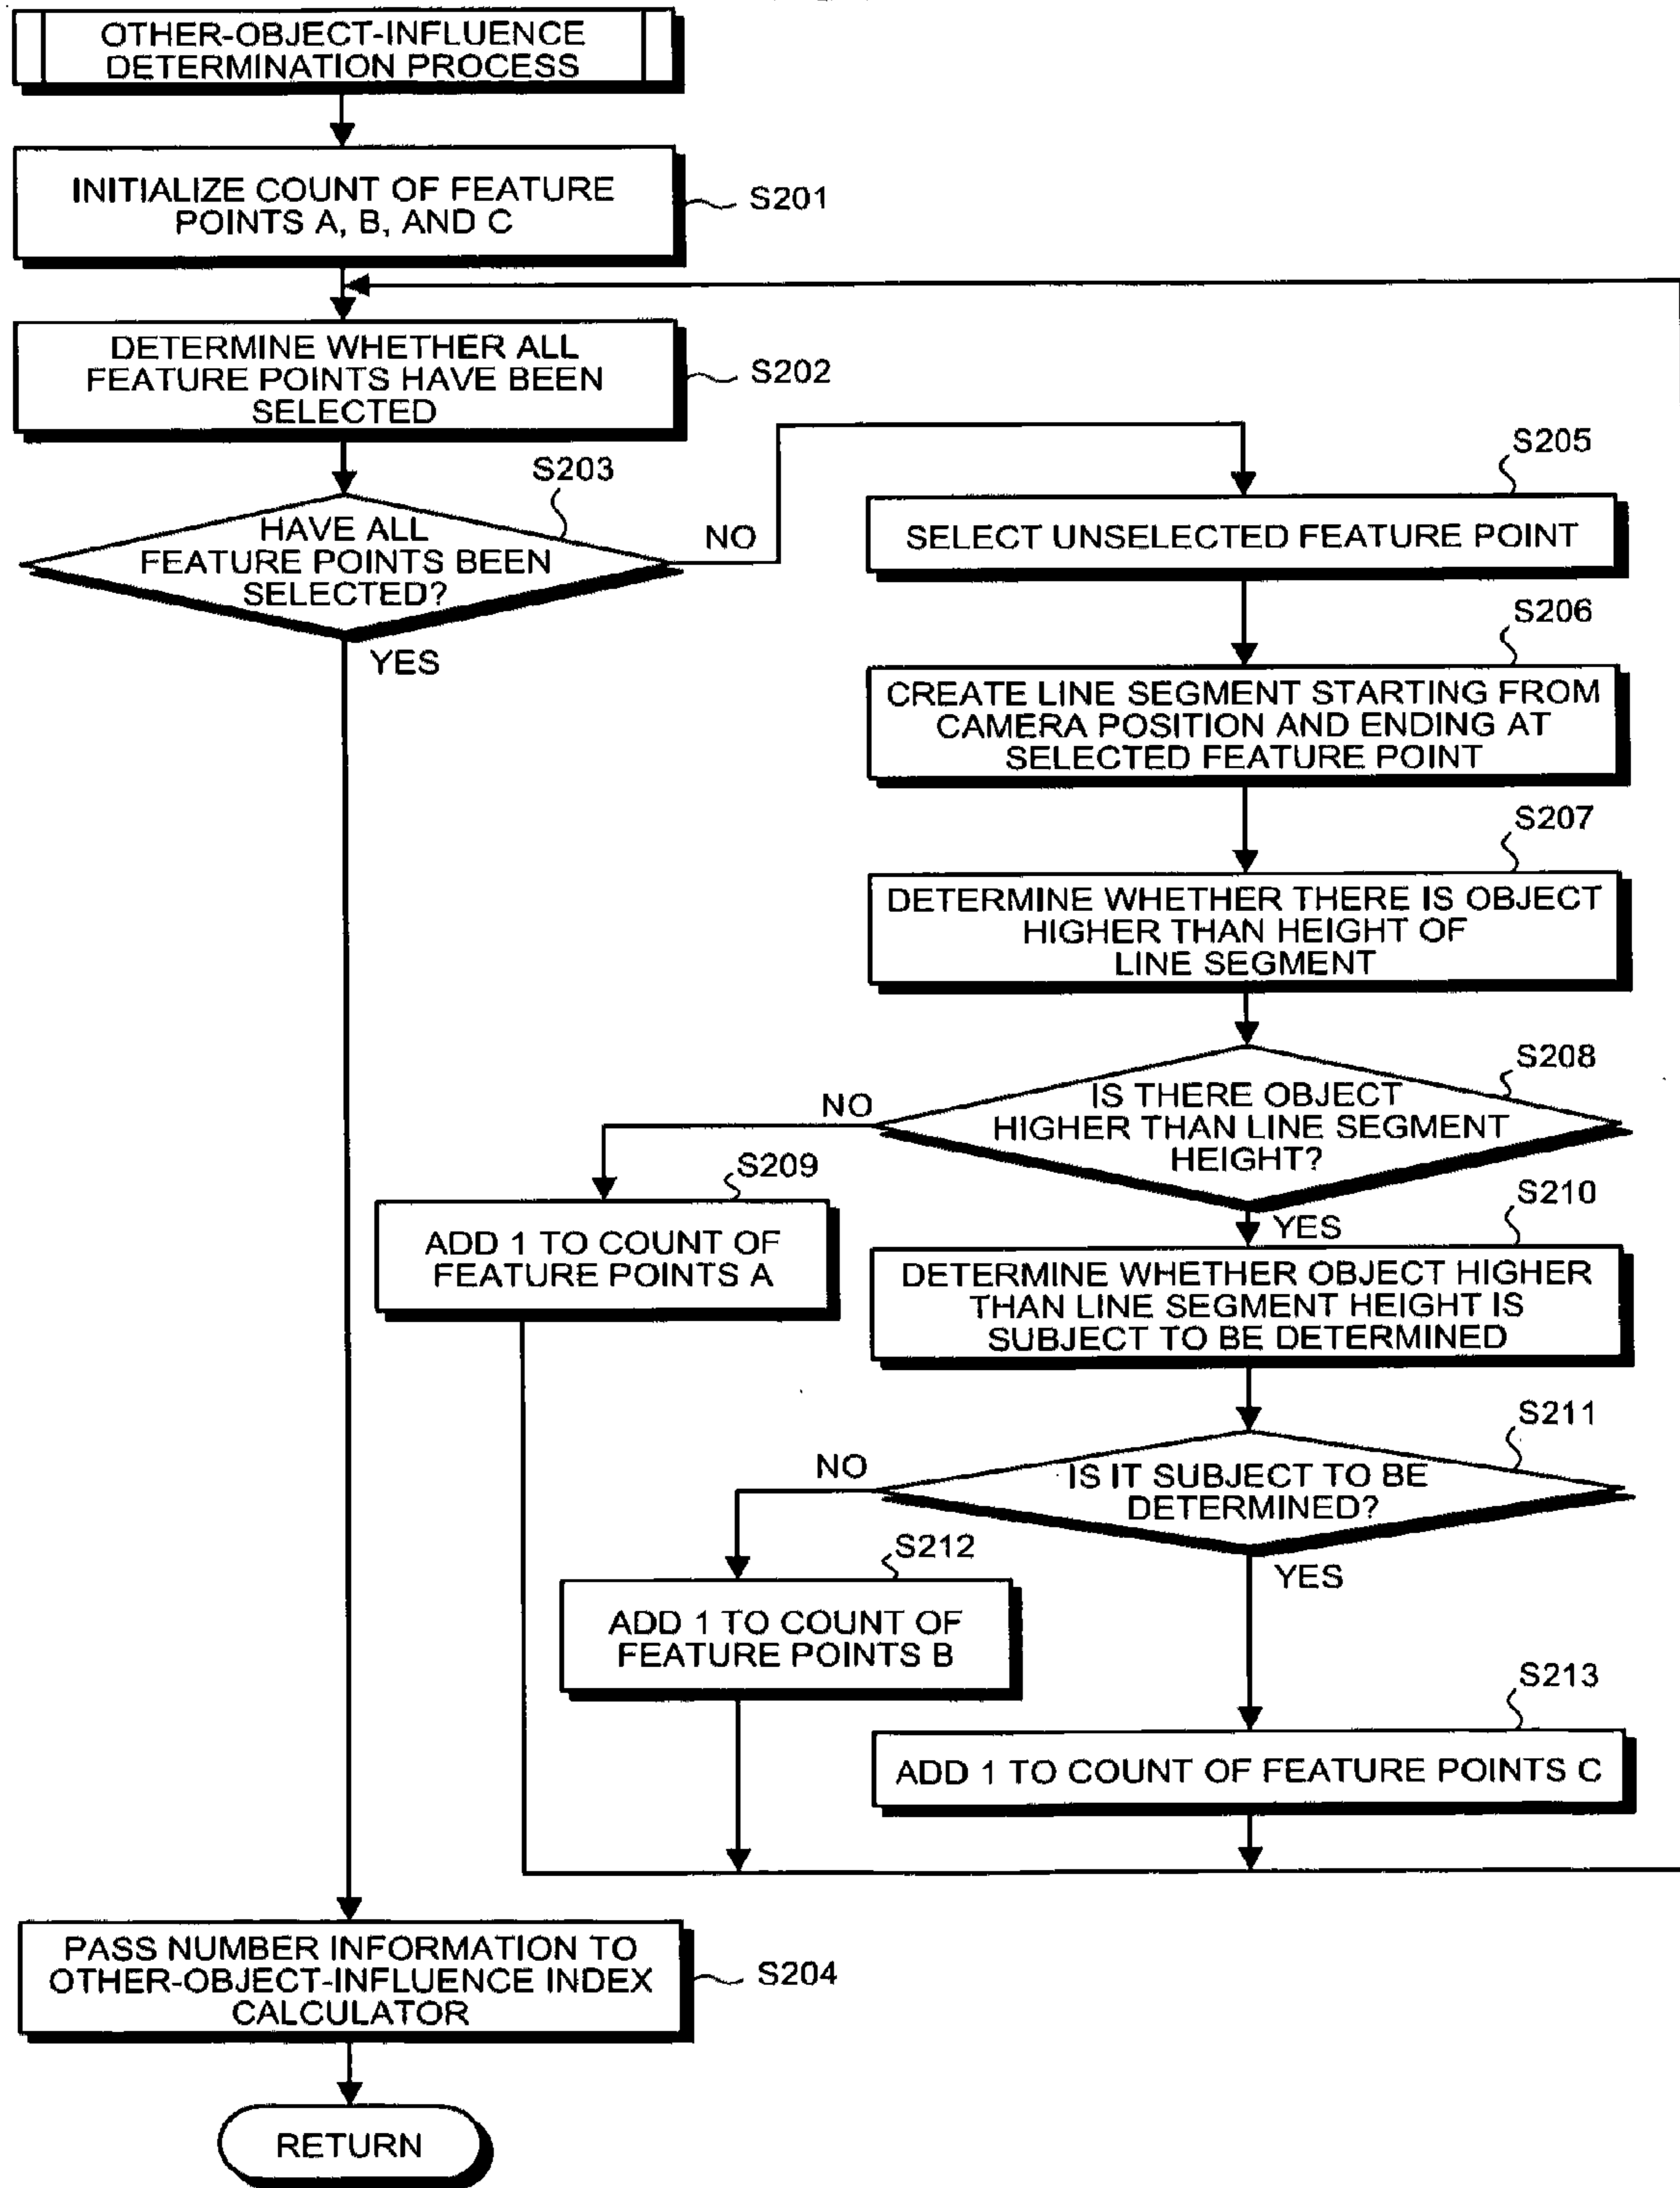 OTHER-OBJECT-INFLUENCE
DETERMINATION PROCESS
INITIALIZE COUNT OF FEATURE
POINTS A, B, AND C
S201
DETERMINE WHETHER ALL
FEATURE POINTS HAVE BEEN
SELECTED
S202
S203
HAVE ALL
FEATURE POINTS BEEN
SELECTED?
NO
YES
S205
SELECT UNSELECTED FEATURE POINT
S206
CREATE LINE SEGMENT STARTING FROM
CAMERA POSITION AND ENDING AT
SELECTED FEATURE POINT
S207
DETERMINE WHETHER THERE IS OBJECT
HIGHER THAN HEIGHT OF
LINE SEGMENT
S208
IS THERE OBJECT
HIGHER THAN LINE SEGMENT
HEIGHT?
NO
YES
S209
ADD 1 TO COUNT OF
FEATURE POINTS A
S210
DETERMINE WHETHER OBJECT HIGHER
THAN LINE SEGMENT HEIGHT IS
SUBJECT TO BE DETERMINED
S211
IS IT SUBJECT TO BE
DETERMINED?
NO
YES
S212
ADD 1 TO COUNT OF
FEATURE POINTS B
S213
ADD 1 TO COUNT OF FEATURE POINTS C
PASS NUMBER INFORMATION TO
OTHER-OBJECT-INFLUENCE INDEX
CALCULATOR
S204
RETURN